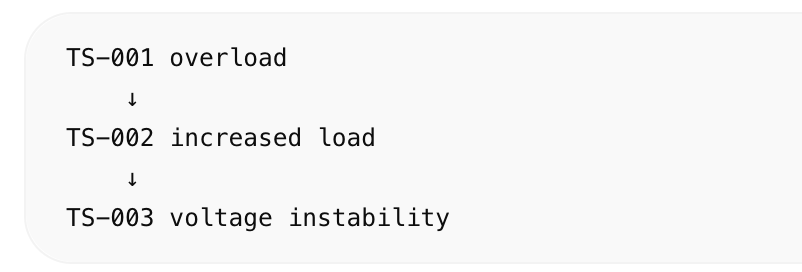 TS-001 overload
↓
TS-002 increased load
↓
TS-003 voltage instability